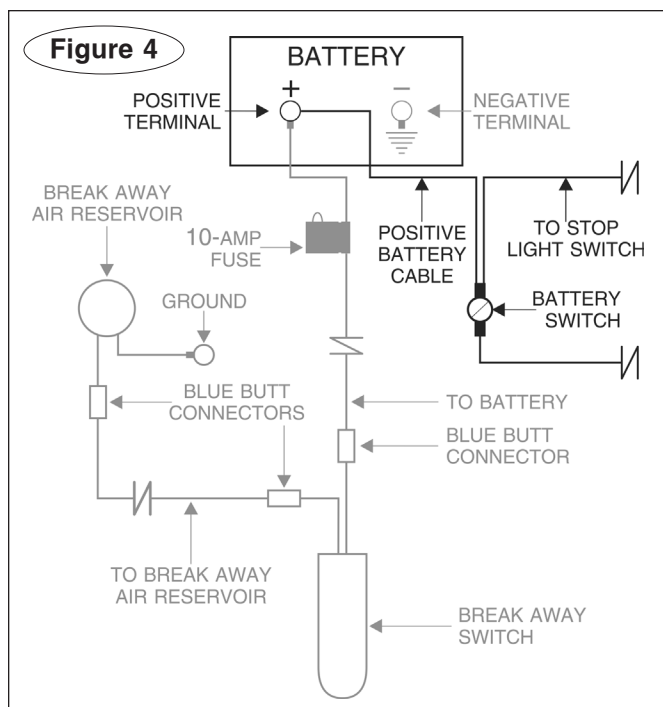 Figure 4
BATTERY
+
−
POSITIVE
TERMINAL
NEGATIVE
TERMINAL
BREAK AWAY
AIR RESERVOIR
10-AMP
FUSE
POSITIVE
BATTERY
CABLE
TO STOP
LIGHT SWITCH
GROUND
BATTERY
SWITCH
BLUE BUTT
CONNECTORS
TO BATTERY
BLUE BUTT
CONNECTOR
TO BREAK AWAY
AIR RESERVOIR
BREAK AWAY
SWITCH